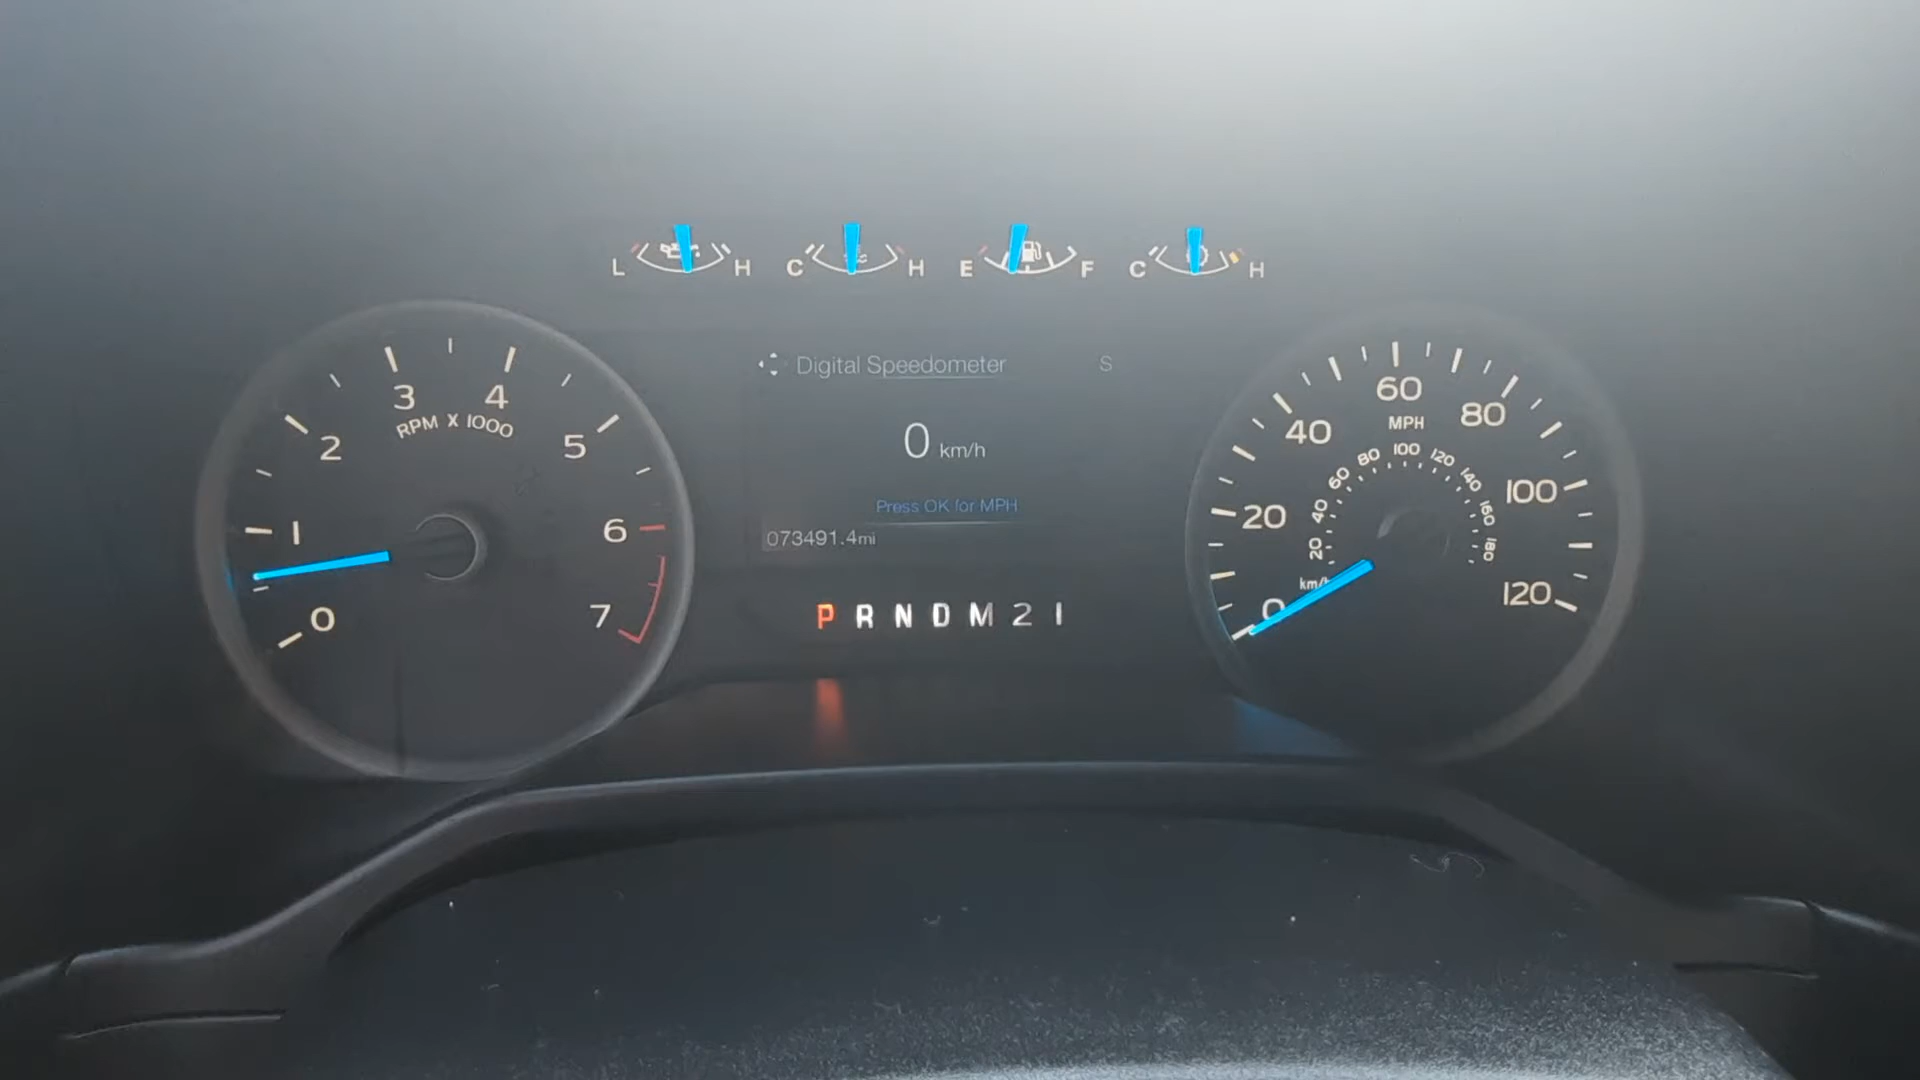 L H C H E F C H
Digital Speedometer S
0 km/h
Press OK for MPH
073491.4mi
P R N D M 2 1
0 1 2 3 4 5 6 7
RPM X 1000
0 20 40 60 80 100 120
MPH
20 40 60 80 100 120 140 160 180
km/h